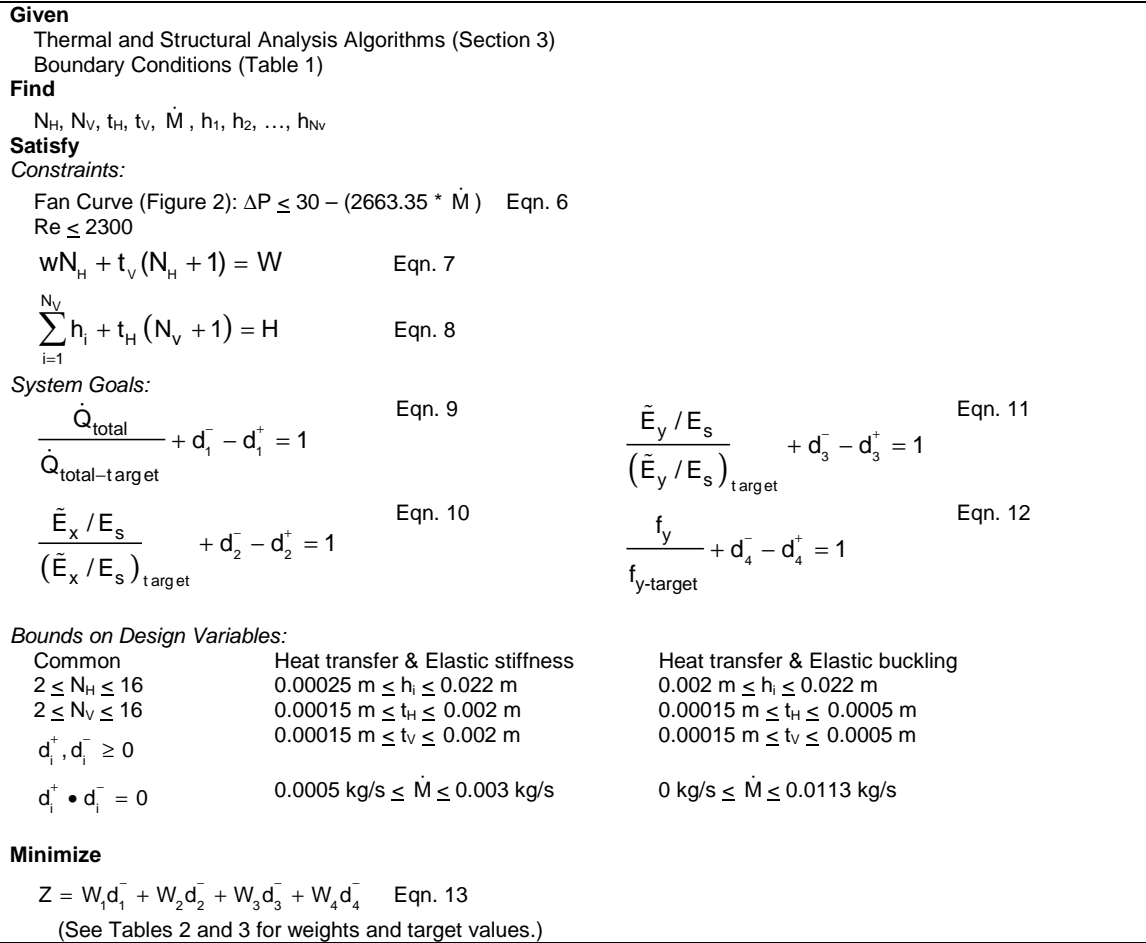 Given
Thermal and Structural Analysis Algorithms (Section 3)
Boundary Conditions (Table 1)
Find
N_H, N_V, t_H, t_V, Ṁ , h_1, h_2, …, h_Nv
Satisfy
Constraints:
Fan Curve (Figure 2): ΔP ≤ 30 – (2663.35 * Ṁ ) Eqn. 6
Re ≤ 2300
wN_H + t_V (N_H + 1) = W Eqn. 7
∑_{i=1}^{N_V} h_i + t_H (N_V + 1) = H Eqn. 8
System Goals:
Q̇_total / Q̇_total–target + d_1^- − d_1^+ = 1 Eqn. 9
Ẽ_x / E_s / (Ẽ_x / E_s)_target + d_2^- − d_2^+ = 1 Eqn. 10
Ẽ_y / E_s / (Ẽ_y / E_s)_target + d_3^- − d_3^+ = 1 Eqn. 11
f_y / f_y-target + d_4^- − d_4^+ = 1 Eqn. 12
Bounds on Design Variables:
Common Heat transfer & Elastic stiffness Heat transfer & Elastic buckling
2 ≤ N_H ≤ 16 0.00025 m ≤ h_i ≤ 0.022 m 0.002 m ≤ h_i ≤ 0.022 m
2 ≤ N_V ≤ 16 0.00015 m ≤ t_H ≤ 0.002 m 0.00015 m ≤ t_H ≤ 0.0005 m
d_i^+ , d_i^- ≥ 0 0.00015 m ≤ t_V ≤ 0.002 m 0.00015 m ≤ t_V ≤ 0.0005 m
d_i^+ • d_i^- = 0 0.0005 kg/s ≤ Ṁ ≤ 0.003 kg/s 0 kg/s ≤ Ṁ ≤ 0.0113 kg/s
Minimize
Z = W_1d_1^- + W_2d_2^- + W_3d_3^- + W_4d_4^- Eqn. 13
(See Tables 2 and 3 for weights and target values.)